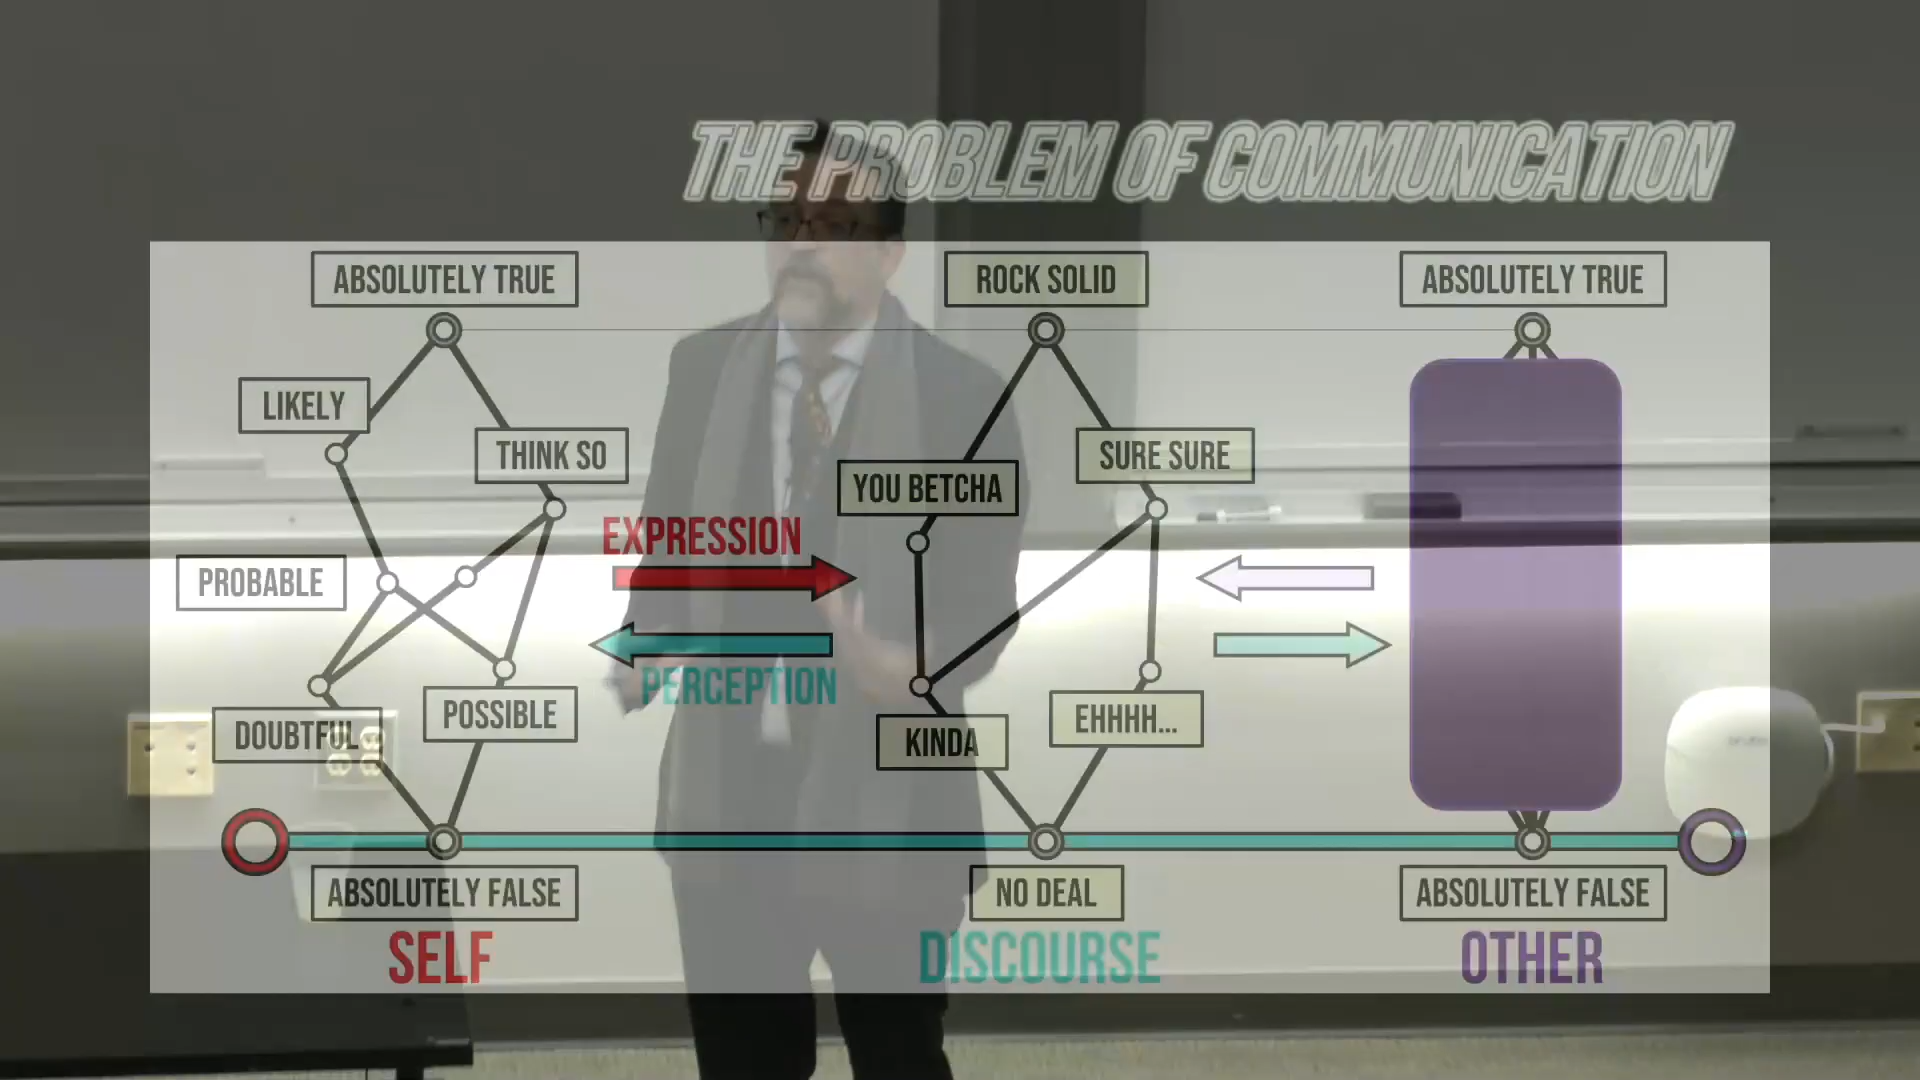 THE PROBLEM OF COMMUNICATION
ABSOLUTELY TRUE
ROCK SOLID
ABSOLUTELY TRUE
LIKELY
THINK SO
SURE SURE
YOU BETCHA
EXPRESSION
PROBABLE
PERCEPTION
DOUBTFUL
POSSIBLE
KINDA
EHHHH...
ABSOLUTELY FALSE
NO DEAL
ABSOLUTELY FALSE
SELF
DISCOURSE
OTHER